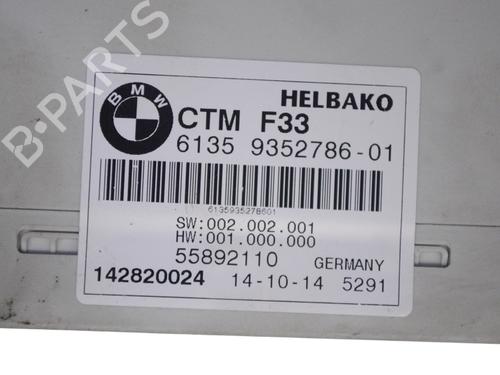 B-PARTS
BMW
HELBAKO
CTM F33
6135 9352786-01
6135935278601
SW:002.002.001
HW:001.000.000
55892110 GERMANY
142820024 14-10-14 5291